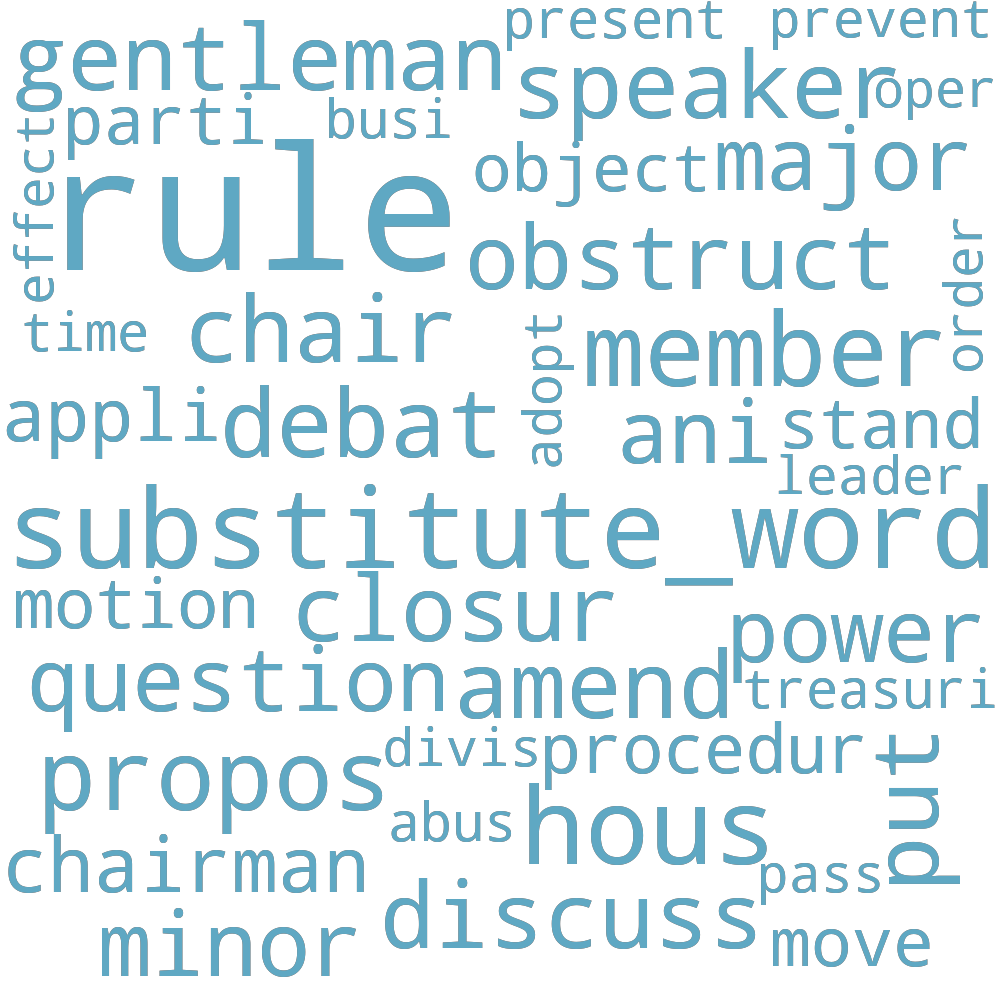 present
prevent
gentleman
speaker
oper
parti
busi
effect
rule
object
major
obstruct
order
time
chair
adopt
member
appli
debat
ani
stand
leader
substitute_word
motion
closur
power
question
amend
treasuri
propos
divis
procedur
put
abus
hous
chairman
pass
discuss
minor
move